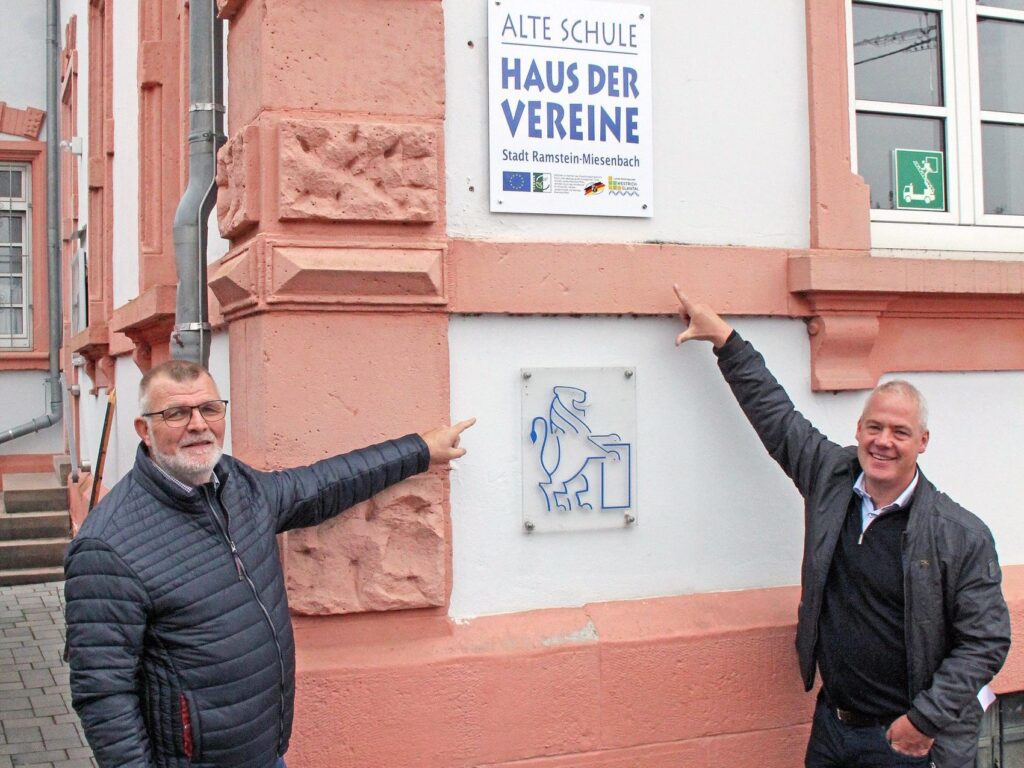 ALTE SCHULE
HAUS DER
VEREINE
Stadt Ramstein-Miesenbach